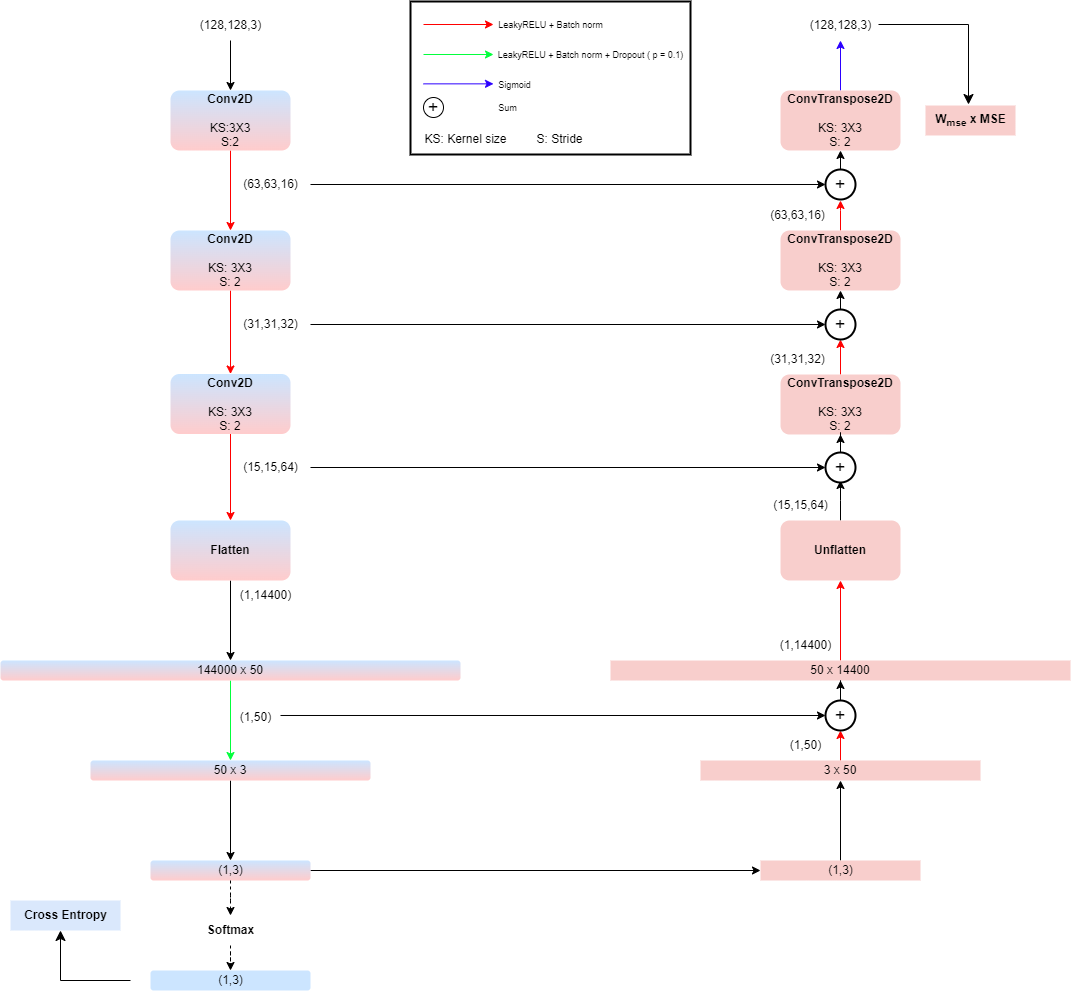 (128,128,3)
Conv2D
KS:3X3
S:2
(63,63,16)
Conv2D
KS: 3X3
S: 2
(31,31,32)
Conv2D
KS: 3X3
S: 2
(15,15,64)
Flatten
(1,14400)
144000 x 50
(1,50)
50 x 3
(1,3)
Softmax
Cross Entropy
(1,3)
LeakyRELU + Batch norm
LeakyRELU + Batch norm + Dropout ( p = 0.1)
Sigmoid
+
Sum
KS: Kernel size S: Stride
(128,128,3)
W_mse x MSE
ConvTranspose2D
KS: 3X3
S: 2
+
(63,63,16)
ConvTranspose2D
KS: 3X3
S: 2
+
(31,31,32)
ConvTranspose2D
KS: 3X3
S: 2
+
(15,15,64)
Unflatten
(1,14400)
50 x 14400
+
(1,50)
3 x 50
(1,3)